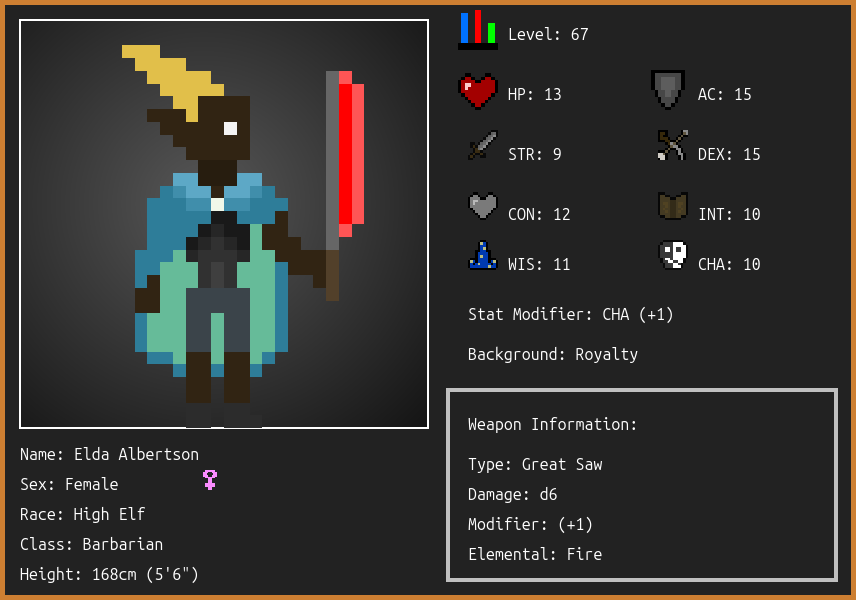 Level: 67
HP: 13
AC: 15
STR: 9
DEX: 15
CON: 12
INT: 10
WIS: 11
CHA: 10
Stat Modifier: CHA (+1)
Background: Royalty
Weapon Information:
Type: Great Saw
Damage: d6
Modifier: (+1)
Elemental: Fire
Name: Elda Albertson
Sex: Female
Race: High Elf
Class: Barbarian
Height: 168cm (5'6")